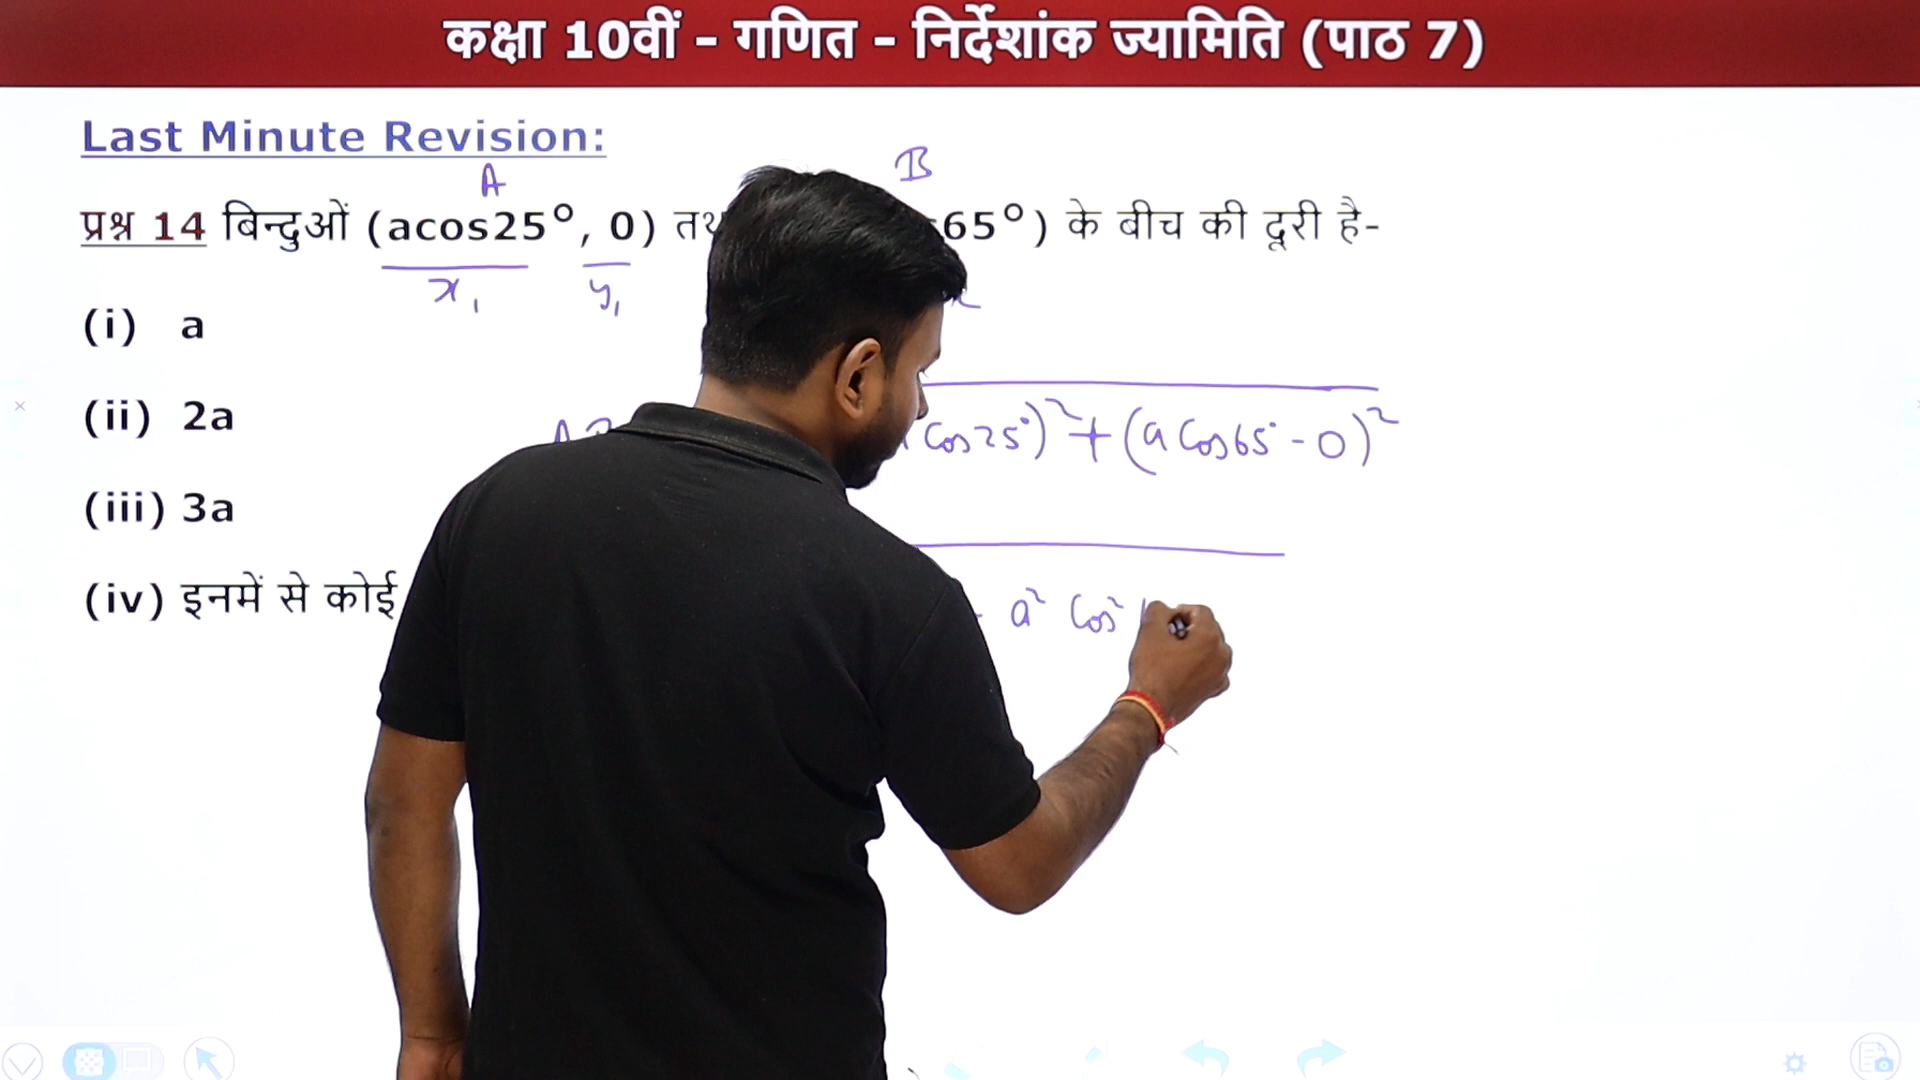 कक्षा 10वीं - गणित - निर्देशांक ज्यामिति (पाठ 7)
Last Minute Revision:
A B
प्रश्न 14 बिन्दुओं (acos25°, 0) 65°) के बीच की दूरी है-
x₁ y₁
(i) a
(ii) 2a
cos25°)² + (a cos65° - 0)²
(iii) 3a
(iv) इनमें से कोई
a² cos²